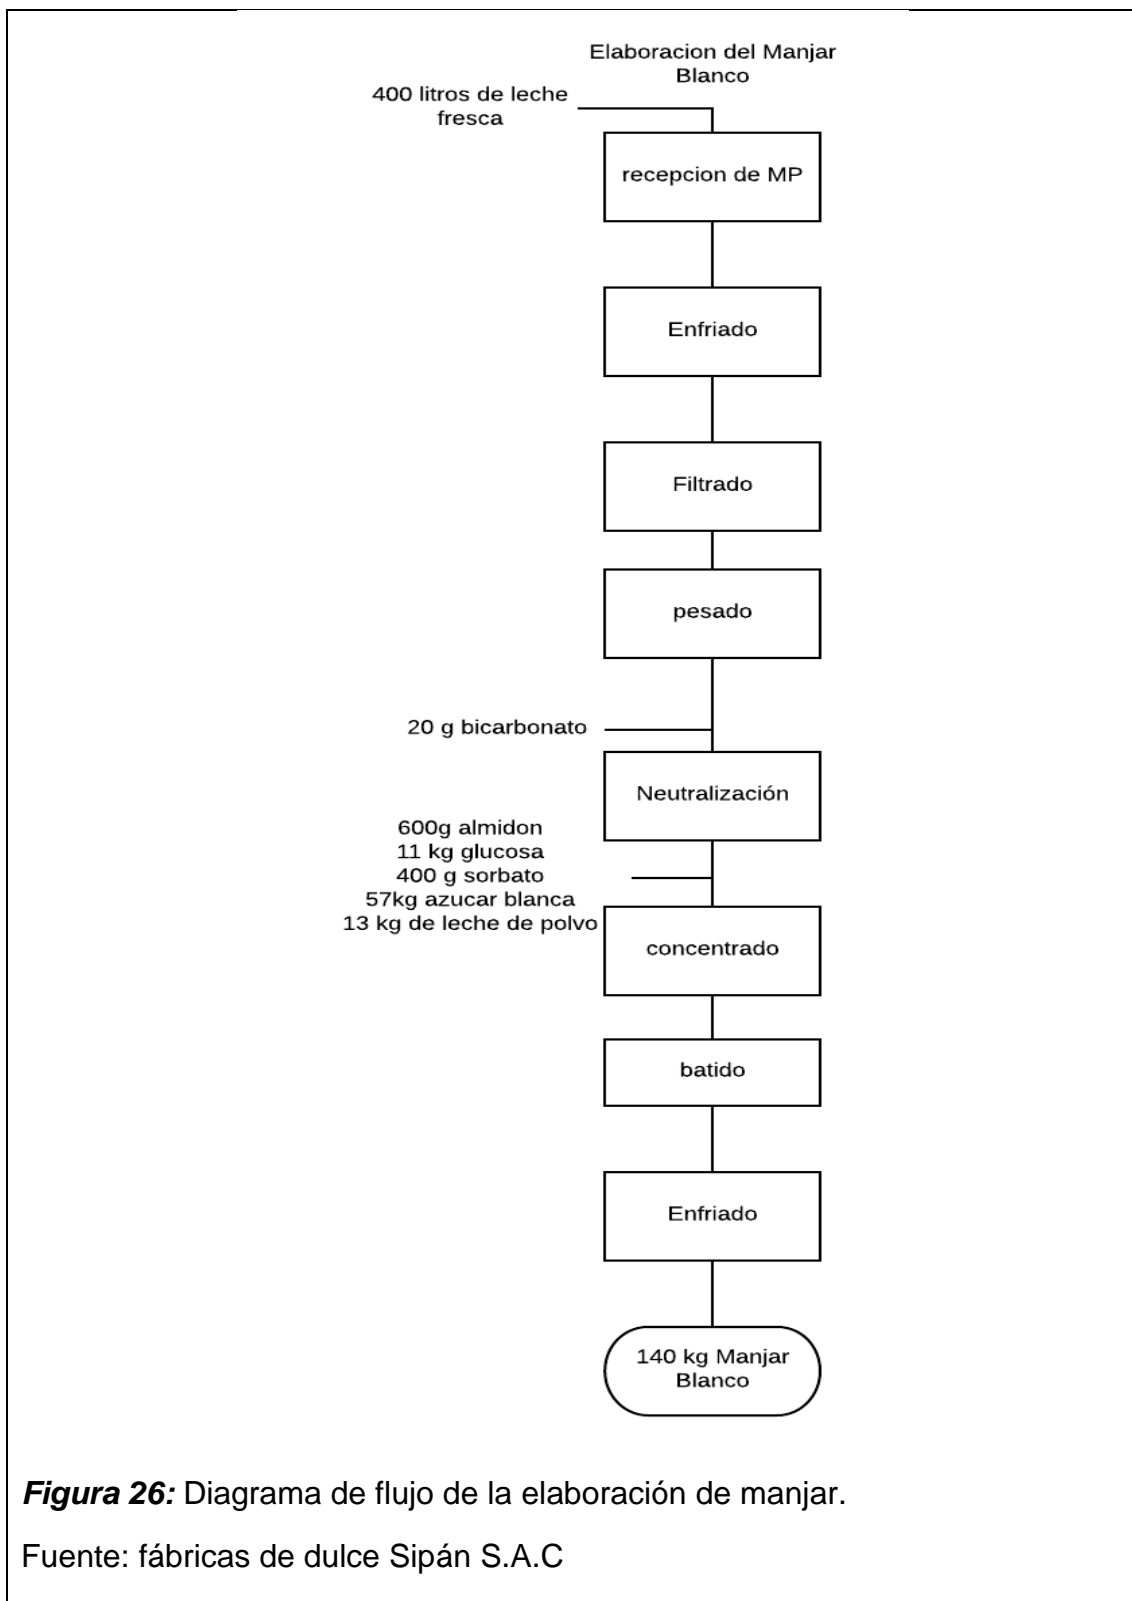 Elaboracion del Manjar
Blanco
400 litros de leche
fresca
recepcion de MP
Enfriado
Filtrado
pesado
20 g bicarbonato
Neutralización
600g almidon
11 kg glucosa
400 g sorbato
57kg azucar blanca
13 kg de leche de polvo
concentrado
batido
Enfriado
140 kg Manjar
Blanco
Figura 26: Diagrama de flujo de la elaboración de manjar.
Fuente: fábricas de dulce Sipán S.A.C